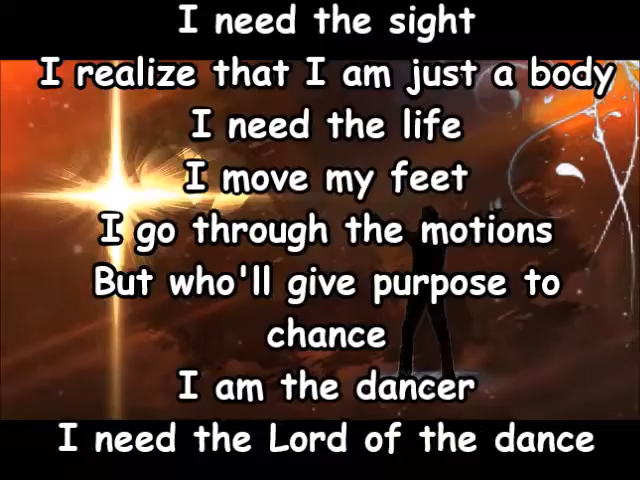 I need the sight
I realize that I am just a body
I need the life
I move my feet
I go through the motions
But who'll give purpose to
chance
I am the dancer
I need the Lord of the dance